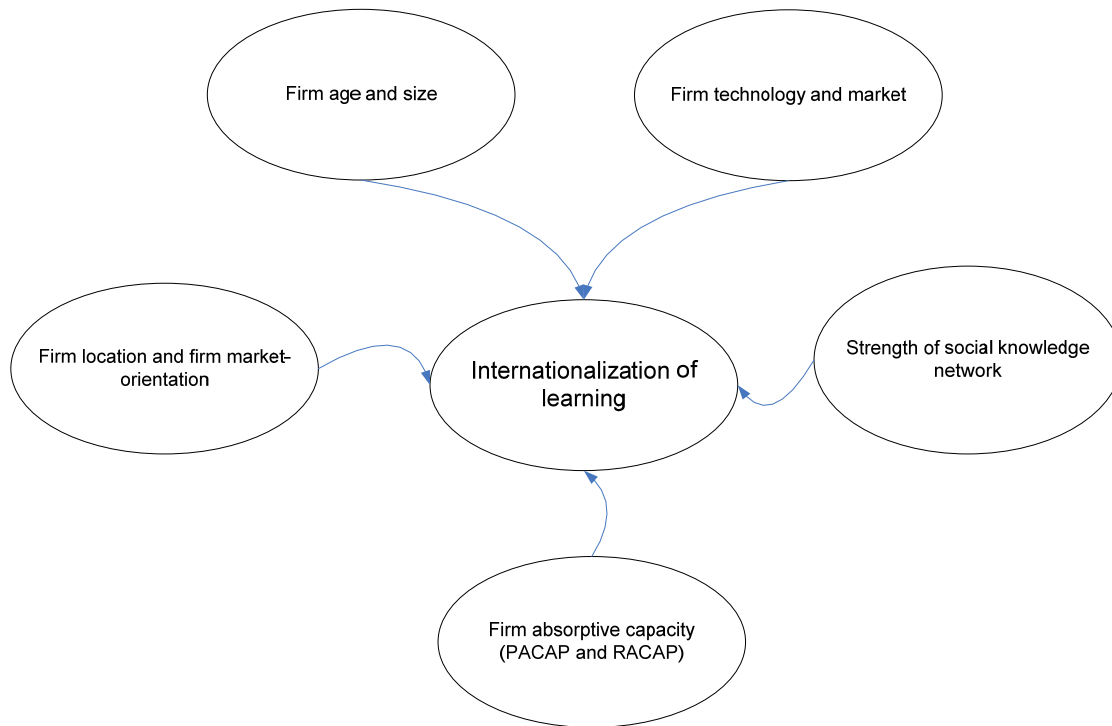 Firm age and size
Firm technology and market
Firm location and firm market-
orientation
Internationalization of
learning
Strength of social knowledge
network
Firm absorptive capacity
(PACAP and RACAP)